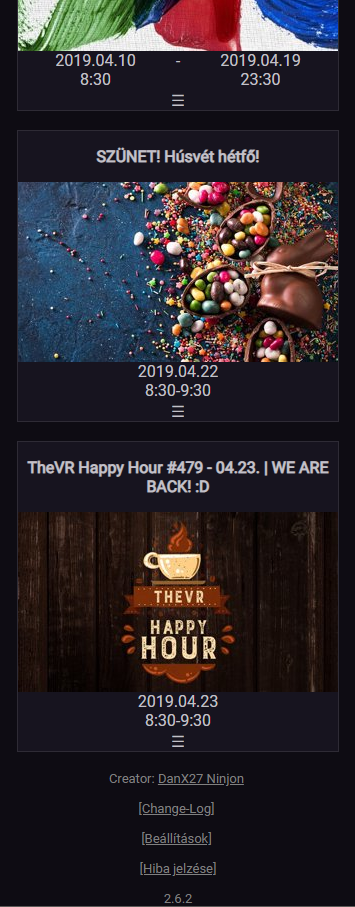 2019.04.10 - 2019.04.19
8:30 23:30
☰
SZÜNET! Húsvét hétfő!
2019.04.22
8:30-9:30
☰
TheVR Happy Hour #479 - 04.23. | WE ARE
BACK! :D
THEVR
HAPPY
HOUR
2019.04.23
8:30-9:30
☰
Creator: DanX27 Ninjon
[Change-Log]
[Beállítások]
[Hiba jelzése]
2.6.2